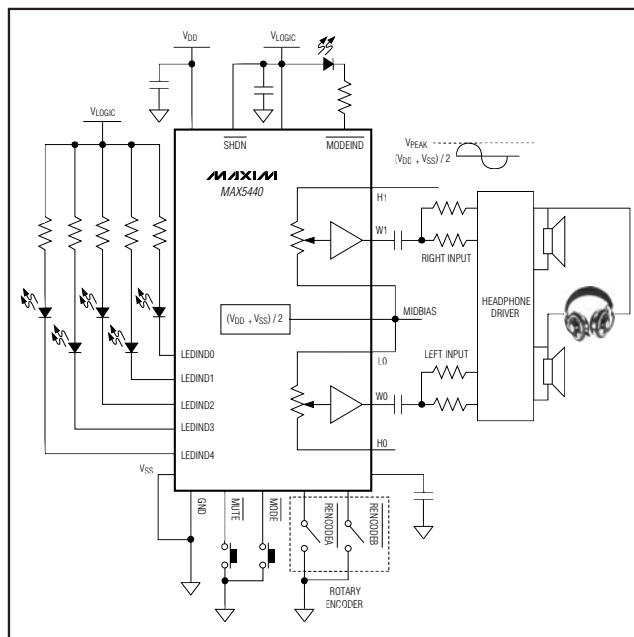 VDD
VLOGIC
VLOGIC
SHDN
MODEIND
MAXIM
MAX5440
VPEAK
(VDD + VSS) / 2
H1
W1
RIGHT INPUT
HEADPHONE
DRIVER
(VDD + VSS) / 2
MIDBIAS
L0
LEFT INPUT
W0
H0
LEDIND0
LEDIND1
LEDIND2
LEDIND3
LEDIND4
VSS
GND
MUTE
MODE
RENCODEA
RENCODEB
ROTARY
ENCODER